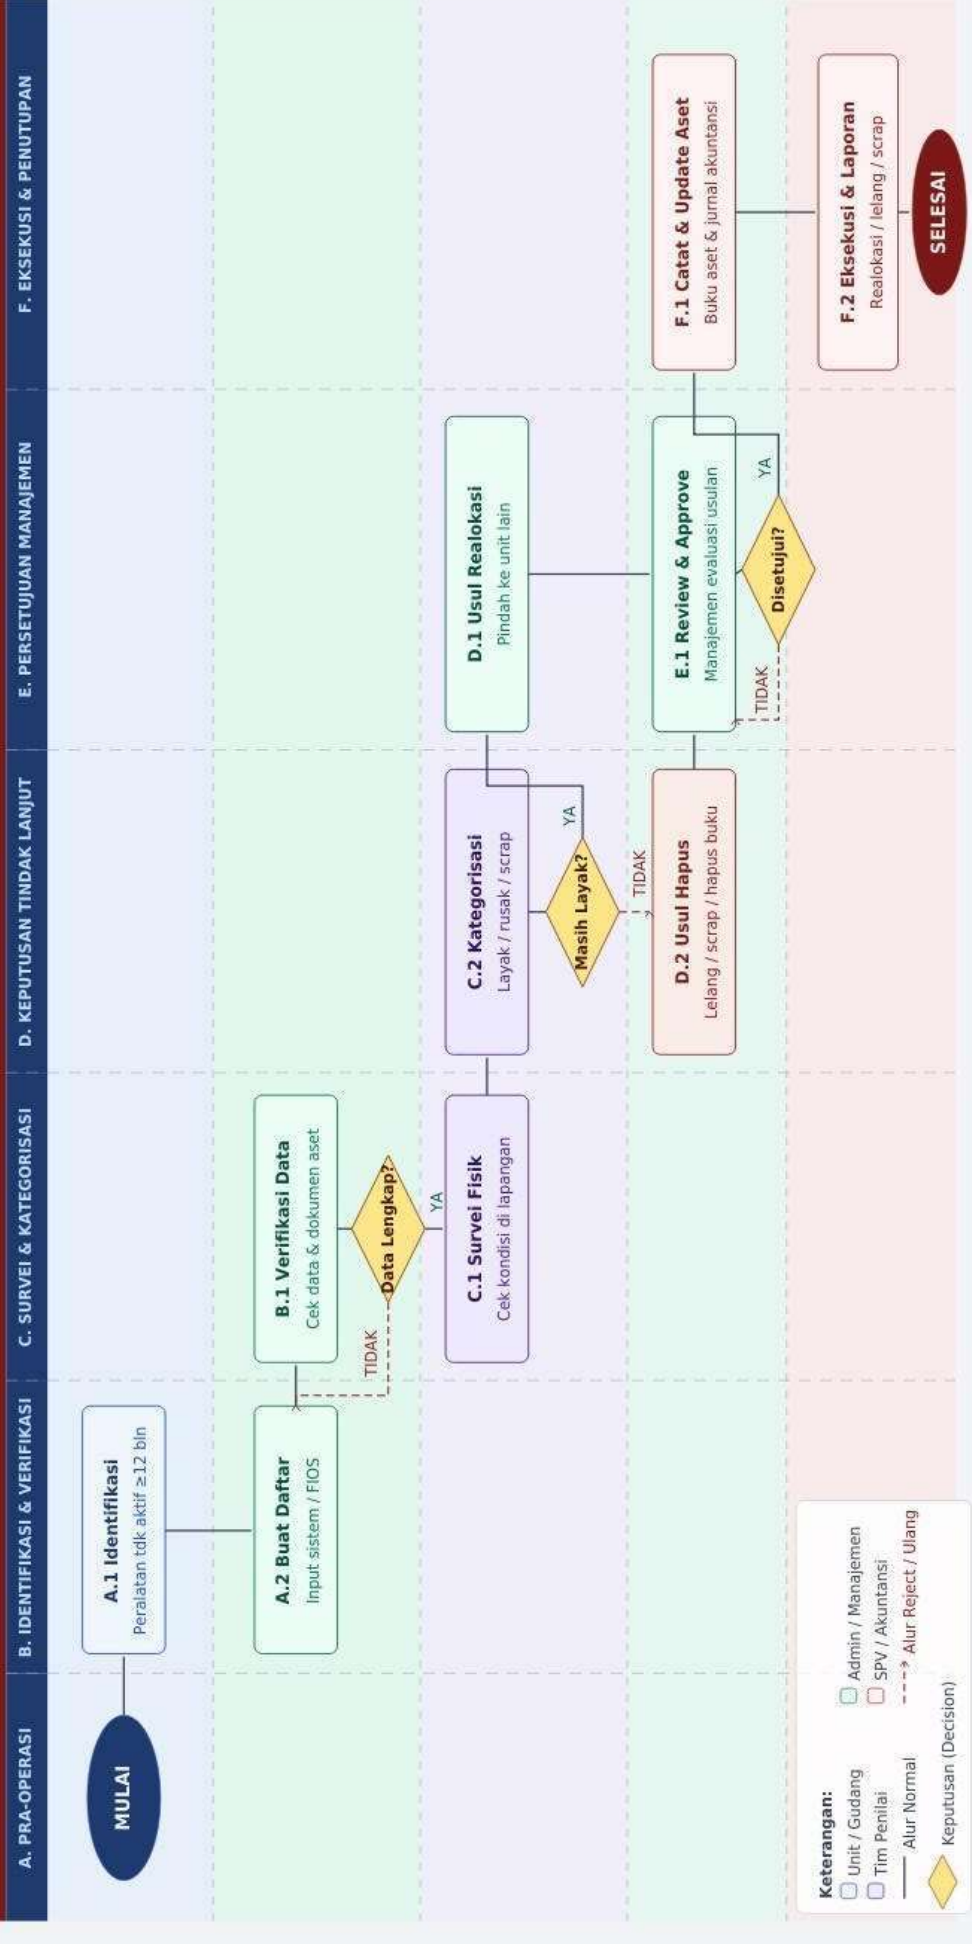 A. PRA-OPERASI
B. IDENTIFIKASI & VERIFIKASI
C. SURVEI & KATEGORISASI
D. KEPUTUSAN TINDAK LANJUT
E. PERSETUJUAN MANAJEMEN
F. EKSEKUSI & PENUTUPAN
MULAI
A.1 Identifikasi
Peralatan tdk aktif ≥12 bln
A.2 Buat Daftar
Input sistem / FIOS
B.1 Verifikasi Data
Cek data & dokumen aset
Data Lengkap?
TIDAK
YA
C.1 Survei Fisik
Cek kondisi di lapangan
C.2 Kategorisasi
Layak / rusak / scrap
Masih Layak?
YA
TIDAK
D.1 Usul Realokasi
Pindah ke unit lain
D.2 Usul Hapus
Lelang / scrap / hapus buku
E.1 Review & Approve
Manajemen evaluasi usulan
Disetujui?
TIDAK
YA
F.1 Catat & Update Aset
Buku aset & jurnal akuntansi
F.2 Eksekusi & Laporan
Realokasi / lelang / scrap
SELESAI
Keterangan:
Unit / Gudang
Admin / Manajemen
Tim Penilai
SPV / Akuntansi
Alur Normal
Alur Reject / Ulang
Keputusan (Decision)